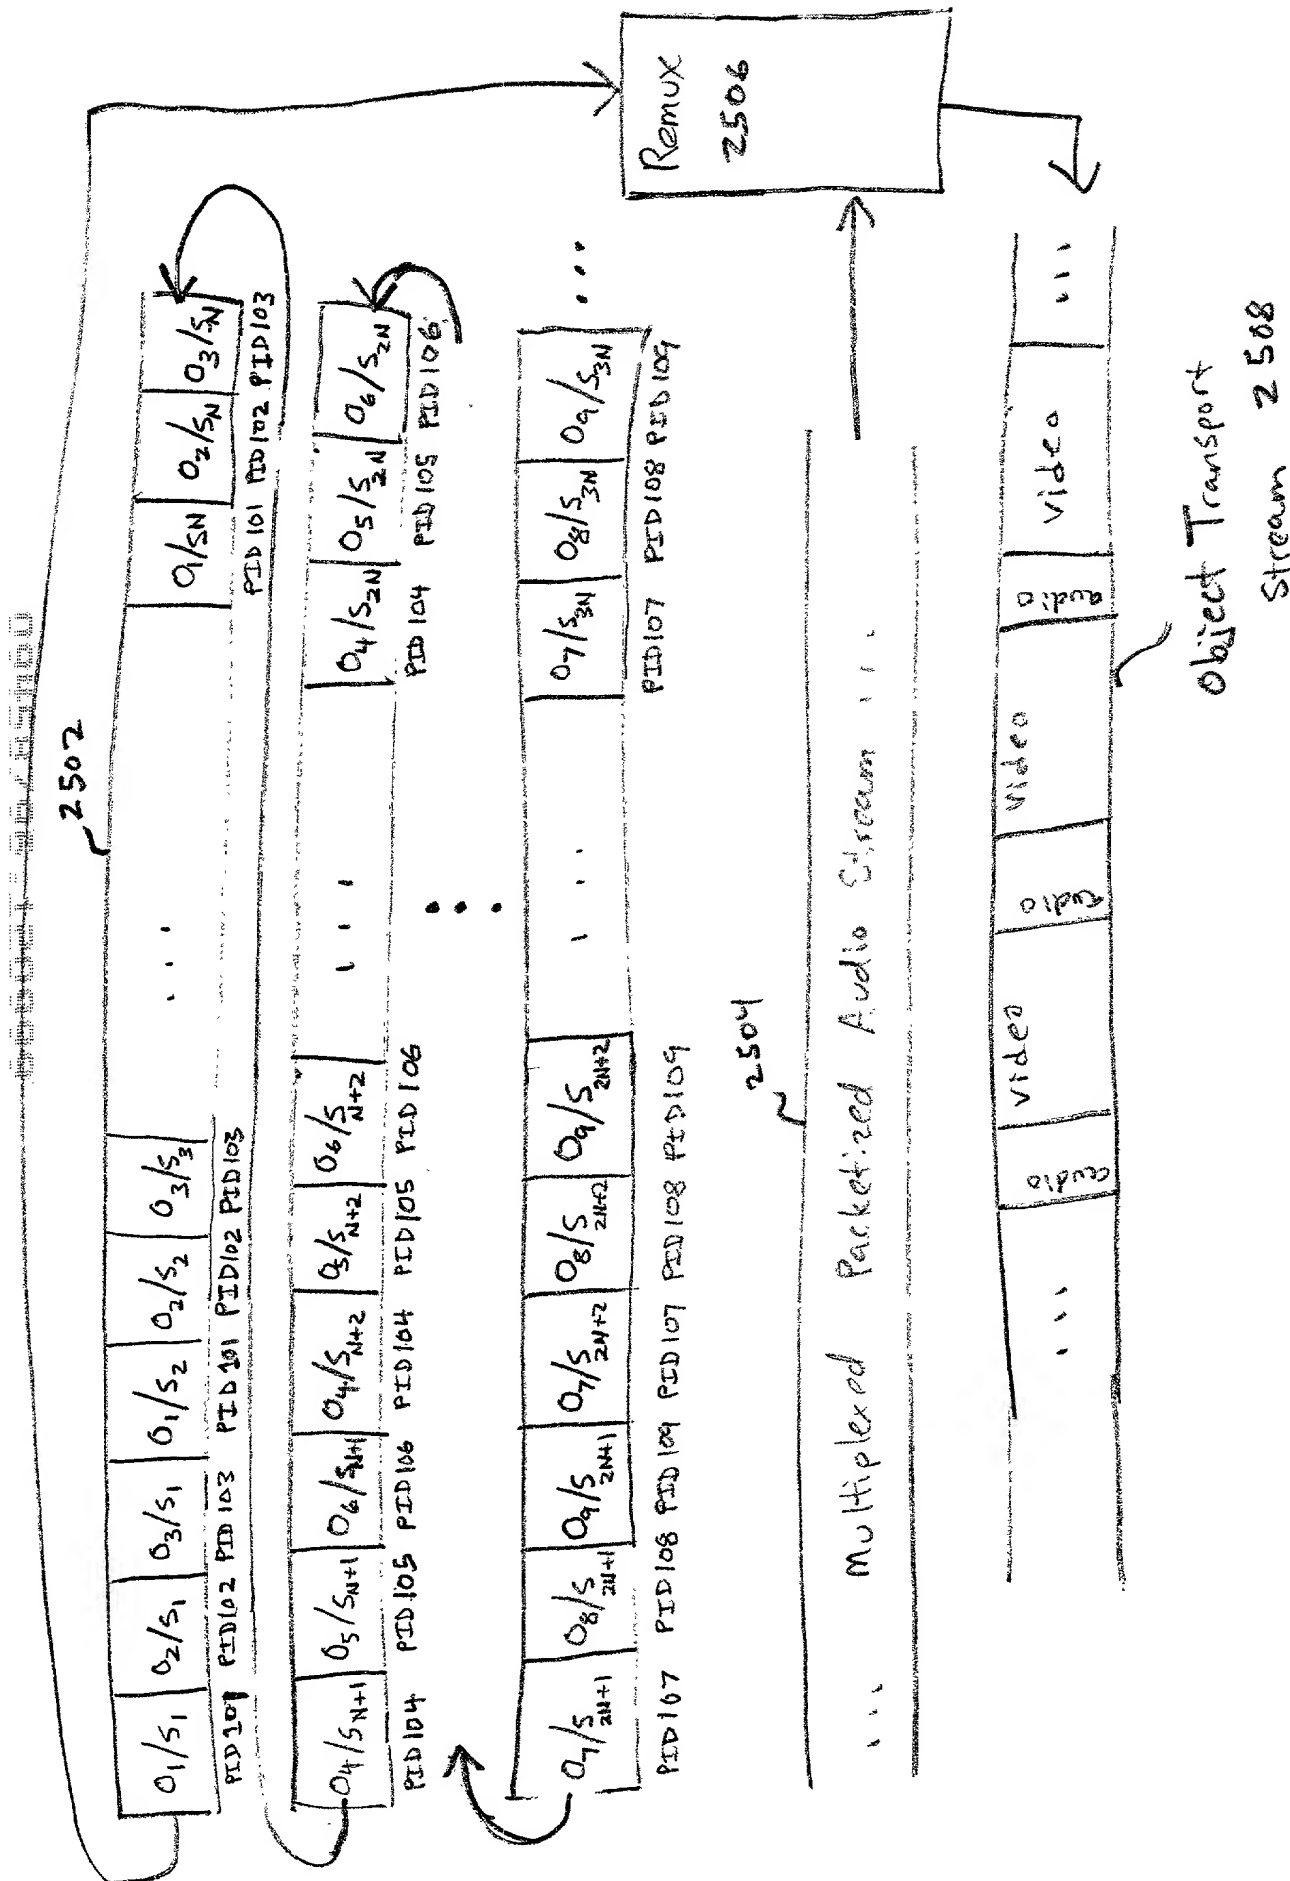 2502
O1/S1 O2/S1 O3/S1 O1/S2 O2/S2 O3/S3 ... O1/SN O2/SN O3/SN
PID101 PID102 PID103 PID101 PID102 PID103 PID101 PID102 PID103
O4/SN+1 O5/SN+1 O6/SN+1 O4/SN+2 O5/SN+2 O6/SN+2 ... O4/S2N O5/S2N O6/S2N
PID104 PID105 PID106 PID104 PID105 PID106 PID104 PID105 PID106
...
O7/S2N+1 O8/S2N+1 O9/S2N+1 O7/S2N+2 O8/S2N+2 O9/S2N+2 ... O7/S3N O8/S3N O9/S3N ...
PID107 PID108 PID109 PID107 PID108 PID109 PID107 PID108 PID109
Remux
2506
2504
... Multiplexed Packetized Audio Stream ...
... audio Video audio Video audio Video ...
Object Transport
Stream 2508